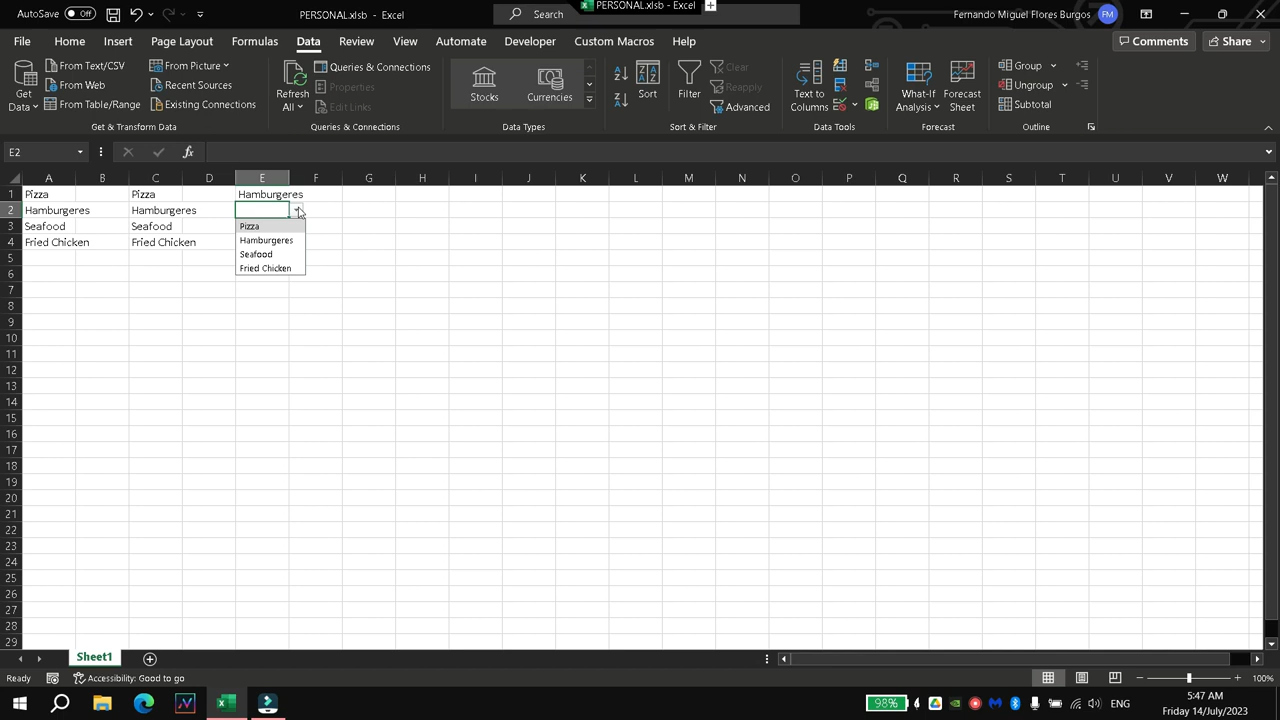 AutoSave Off
PERSONAL.xlsb - Excel
Search
PERSONAL.xlsb - Excel
Fernando Miguel Flores Burgos FM
File Home Insert Page Layout Formulas Data Review View Automate Developer Custom Macros Help
Comments Share
Get Data
From Text/CSV
From Web
From Table/Range
From Picture
Recent Sources
Existing Connections
Get & Transform Data
Refresh All
Queries & Connections
Properties
Edit Links
Queries & Connections
Stocks Currencies
Data Types
Sort
Filter
Clear
Reapply
Advanced
Sort & Filter
Text to Columns
Data Tools
What-If Analysis
Forecast Sheet
Forecast
Group
Ungroup
Subtotal
Outline
E2 fx
A B C D E F G H I J K L M N O P Q R S T U V W
1 Pizza Pizza Hamburgeres
2 Hamburgeres Hamburgeres
3 Seafood Seafood
4 Fried Chicken Fried Chicken
Pizza
Hamburgeres
Seafood
Fried Chicken
5
6
7
8
9
10
11
12
13
14
15
16
17
18
19
20
21
22
23
24
25
26
27
28
29
Sheet1
Ready Accessibility: Good to go 100%
98% ENG
5:47 AM
Friday 14/July/2023